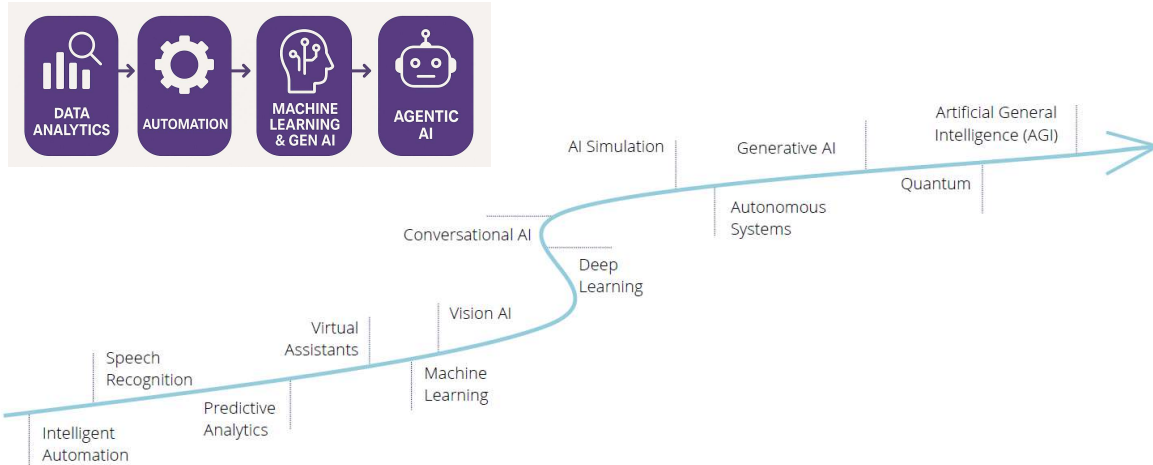 DATA
ANALYTICS
AUTOMATION
MACHINE
LEARNING
& GEN AI
AGENTIC
AI
Intelligent
Automation
Speech
Recognition
Predictive
Analytics
Virtual
Assistants
Machine
Learning
Vision AI
Deep
Learning
Conversational AI
AI Simulation
Autonomous
Systems
Generative AI
Quantum
Artificial General
Intelligence (AGI)